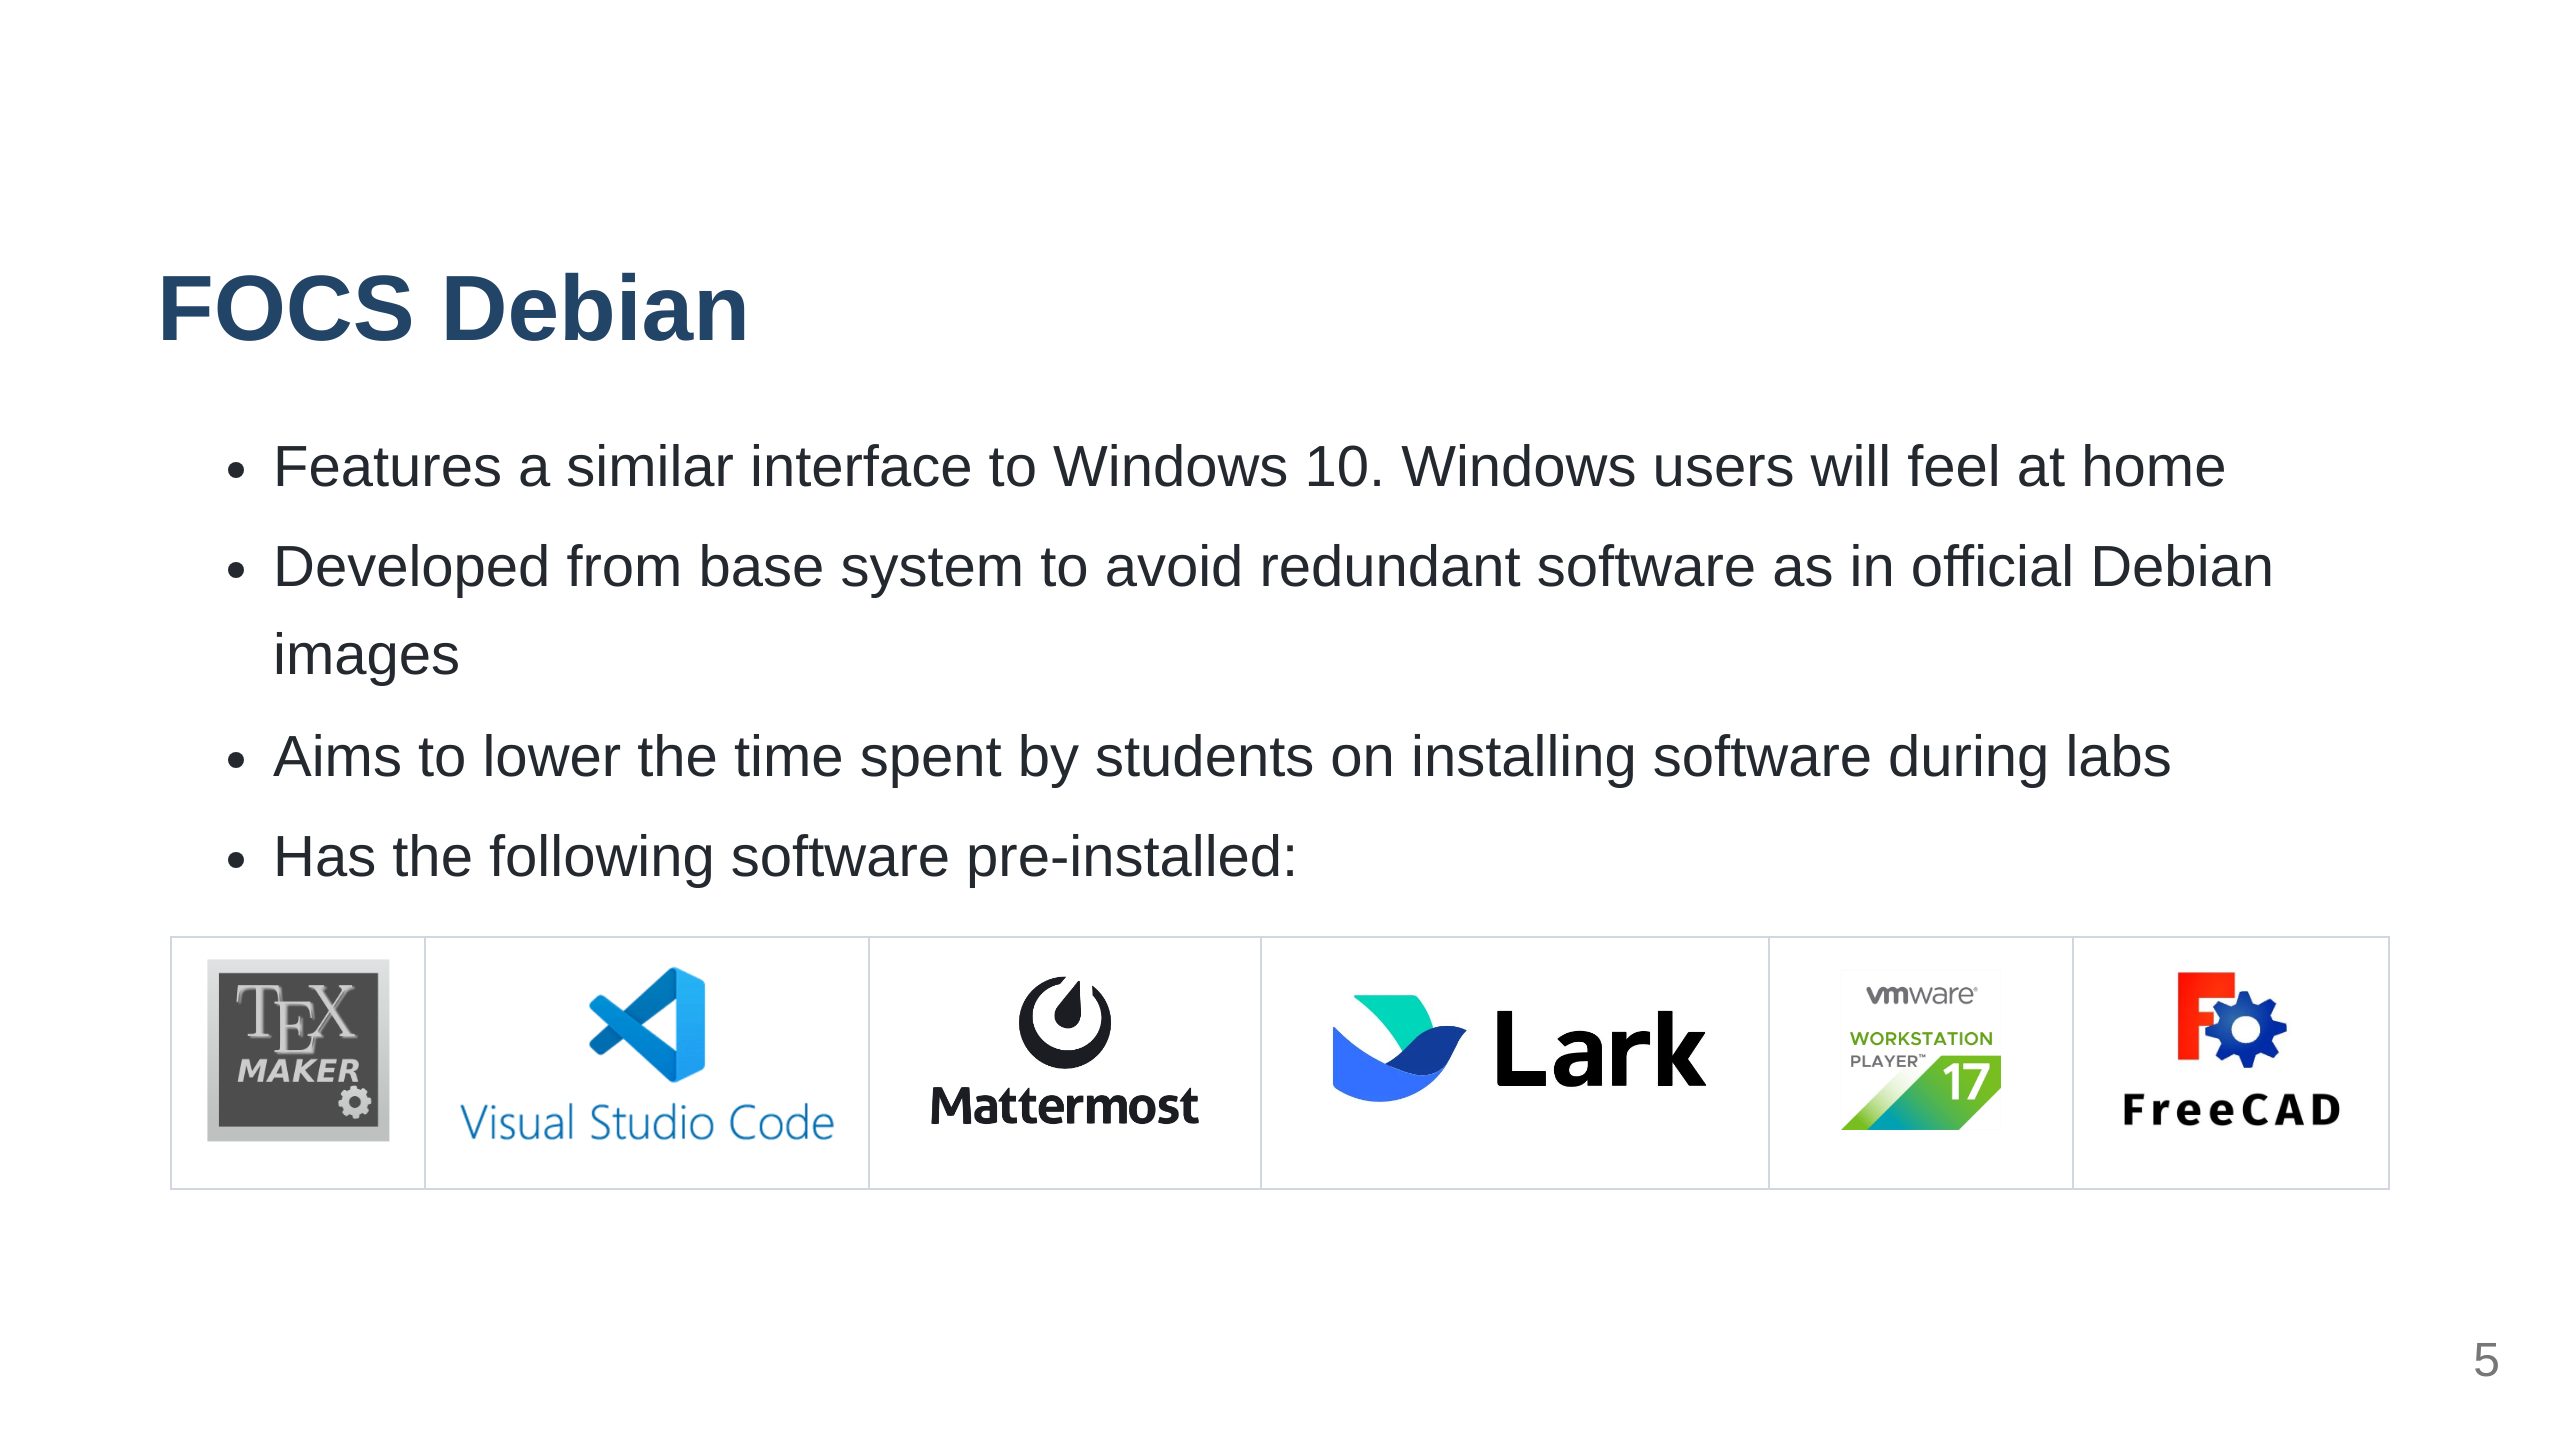 FOCS Debian
Features a similar interface to Windows 10. Windows users will feel at home
Developed from base system to avoid redundant software as in official Debian
images
Aims to lower the time spent by students on installing software during labs
Has the following software pre-installed:
TEX
MAKER
Visual Studio Code
Mattermost
Lark
vmware®
WORKSTATION
PLAYER™
17
FreeCAD
5